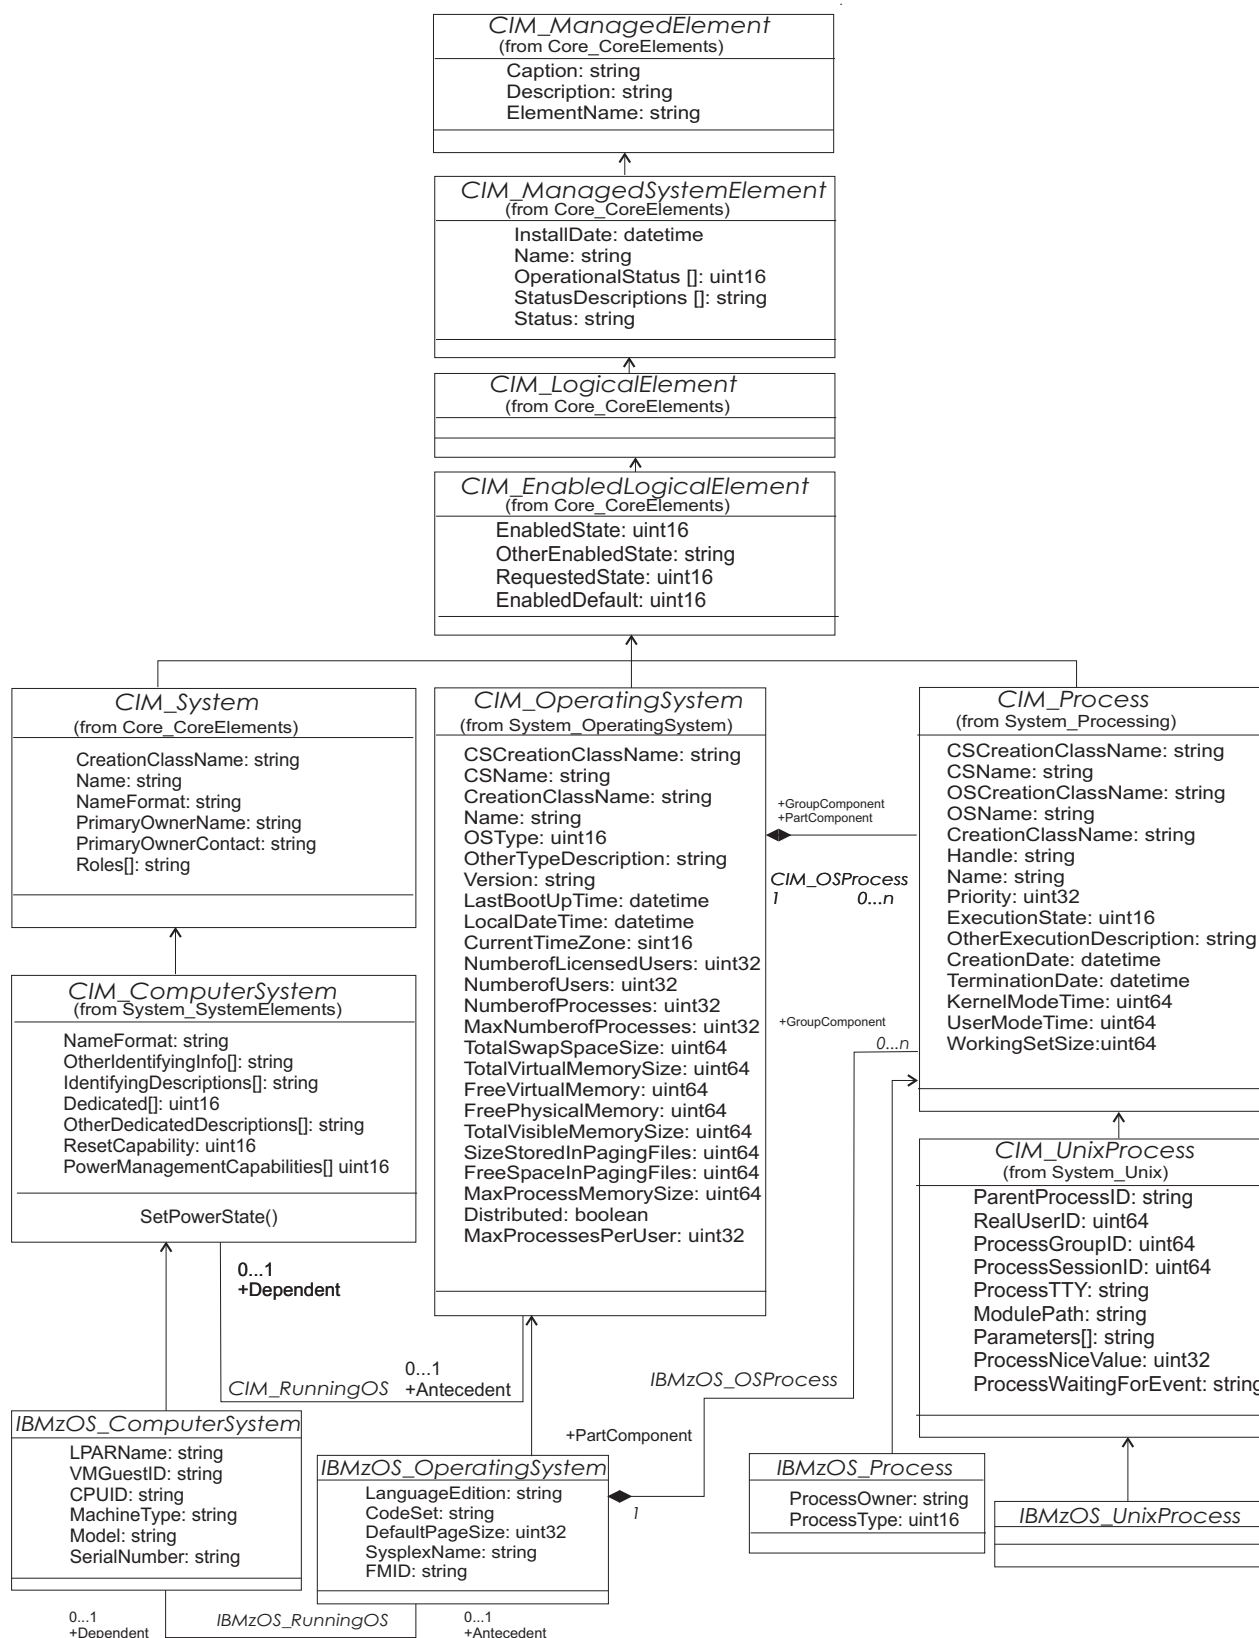 CIM_ManagedElement
(from Core_CoreElements)
Caption: string
Description: string
ElementName: string
CIM_ManagedSystemElement
(from Core_CoreElements)
InstallDate: datetime
Name: string
OperationalStatus []: uint16
StatusDescriptions []: string
Status: string
CIM_LogicalElement
(from Core_CoreElements)
CIM_EnabledLogicalElement
(from Core_CoreElements)
EnabledState: uint16
OtherEnabledState: string
RequestedState: uint16
EnabledDefault: uint16
CIM_System
(from Core_CoreElements)
CreationClassName: string
Name: string
NameFormat: string
PrimaryOwnerName: string
PrimaryOwnerContact: string
Roles[]: string
CIM_OperatingSystem
(from System_OperatingSystem)
CSCreationClassName: string
CSName: string
CreationClassName: string
Name: string
OSType: uint16
OtherTypeDescription: string
Version: string
LastBootUpTime: datetime
LocalDateTime: datetime
CurrentTimeZone: sint16
NumberofLicensedUsers: uint32
NumberofUsers: uint32
NumberofProcesses: uint32
MaxNumberofProcesses: uint32
TotalSwapSpaceSize: uint64
TotalVirtualMemorySize: uint64
FreeVirtualMemory: uint64
FreePhysicalMemory: uint64
TotalVisibleMemorySize: uint64
SizeStoredInPagingFiles: uint64
FreeSpaceInPagingFiles: uint64
MaxProcessMemorySize: uint64
Distributed: boolean
MaxProcessesPerUser: uint32
+GroupComponent
+PartComponent
CIM_OSProcess
1 0...n
CIM_Process
(from System_Processing)
CSCreationClassName: string
CSName: string
OSCreationClassName: string
OSName: string
CreationClassName: string
Handle: string
Name: string
Priority: uint32
ExecutionState: uint16
OtherExecutionDescription: string
CreationDate: datetime
TerminationDate: datetime
KernelModeTime: uint64
UserModeTime: uint64
WorkingSetSize:uint64
+GroupComponent
0...n
CIM_ComputerSystem
(from System_SystemElements)
NameFormat: string
OtherIdentifyingInfo[]: string
IdentifyingDescriptions[]: string
Dedicated[]: uint16
OtherDedicatedDescriptions[]: string
ResetCapability: uint16
PowerManagementCapabilities[] uint16
SetPowerState()
0...1
+Dependent
CIM_RunningOS
0...1
+Antecedent
CIM_UnixProcess
(from System_Unix)
ParentProcessID: string
RealUserID: uint64
ProcessGroupID: uint64
ProcessSessionID: uint64
ProcessTTY: string
ModulePath: string
Parameters[]: string
ProcessNiceValue: uint32
ProcessWaitingForEvent: string
IBMzOS_OSProcess
+PartComponent
1
IBMzOS_ComputerSystem
LPARName: string
VMGuestID: string
CPUID: string
MachineType: string
Model: string
SerialNumber: string
IBMzOS_OperatingSystem
LanguageEdition: string
CodeSet: string
DefaultPageSize: uint32
SysplexName: string
FMID: string
IBMzOS_Process
ProcessOwner: string
ProcessType: uint16
IBMzOS_UnixProcess
0...1
+Dependent
IBMzOS_RunningOS
0...1
+Antecedent